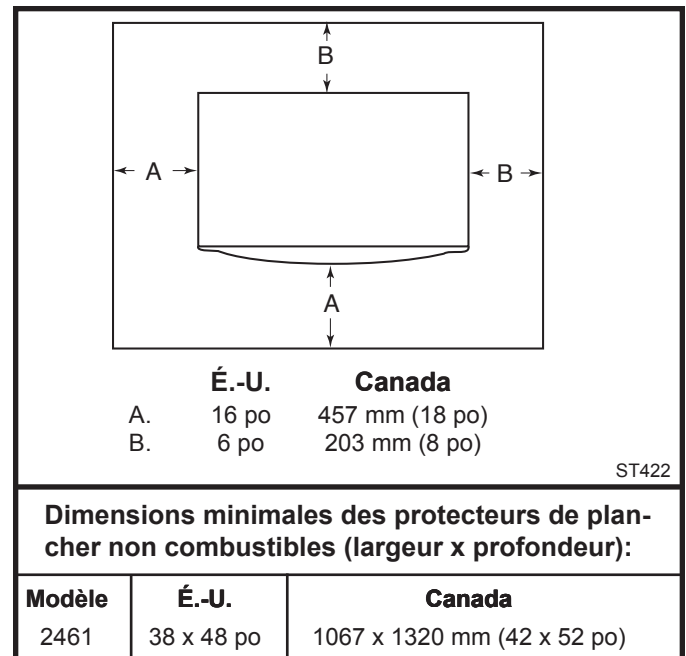 B
A
B
A
É.-U. Canada
A. 16 po 457 mm (18 po)
B. 6 po 203 mm (8 po)
ST422
Dimensions minimales des protecteurs de plan-
cher non combustibles (largeur x profondeur):
Modèle É.-U. Canada
2461 38 x 48 po 1067 x 1320 mm (42 x 52 po)